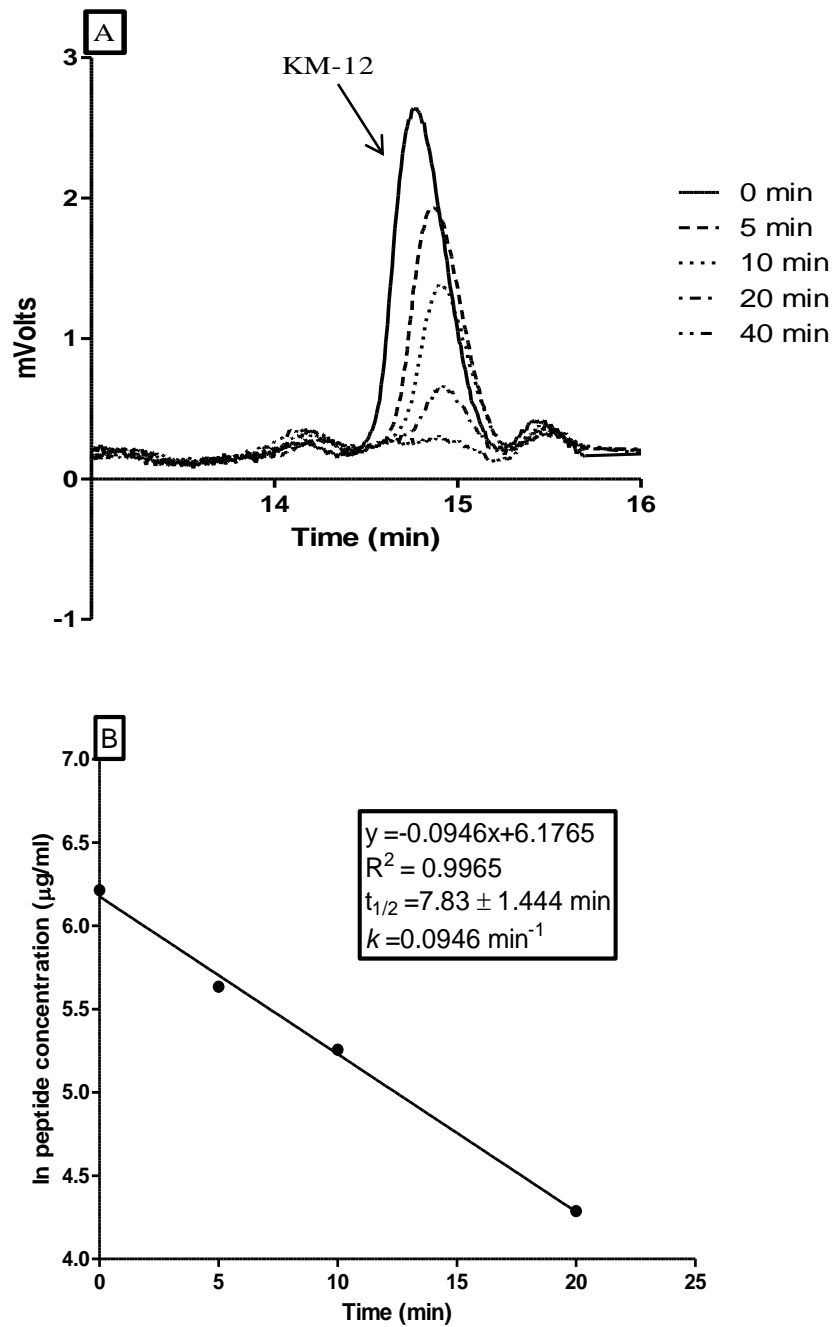 A
KM-12
3
2
1
0
-1
mVolts
14
15
16
Time (min)
0 min
5 min
10 min
20 min
40 min
B
7.0
6.5
6.0
5.5
5.0
4.5
4.0
ln peptide concentration (μg/ml)
y =-0.0946x+6.1765
R² = 0.9965
t₁/₂ =7.83 ± 1.444 min
k =0.0946 min⁻¹
0
5
10
15
20
25
Time (min)